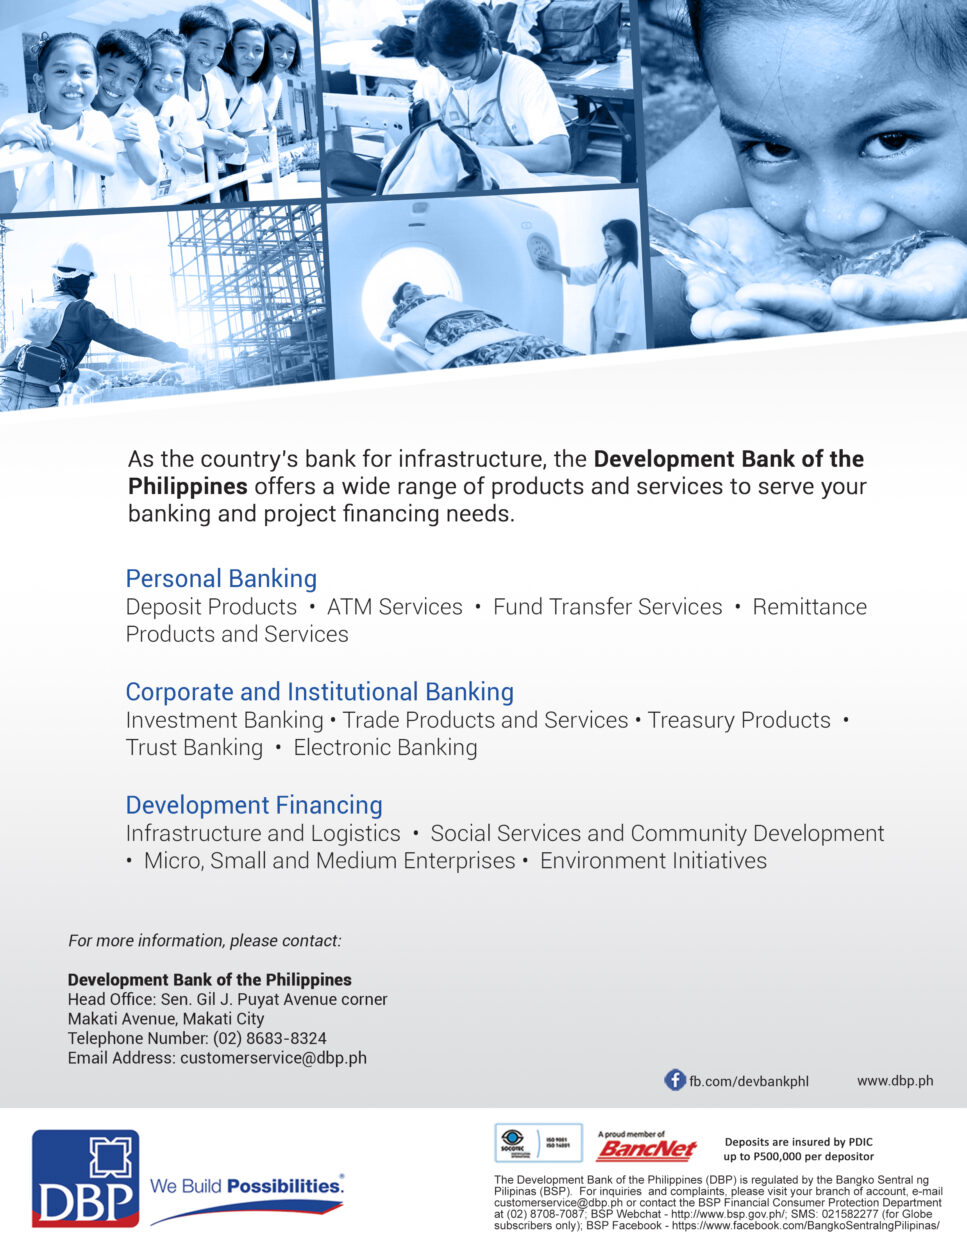 As the country's bank for infrastructure, the Development Bank of the
Philippines offers a wide range of products and services to serve your
banking and project financing needs.
Personal Banking
Deposit Products • ATM Services • Fund Transfer Services • Remittance
Products and Services
Corporate and Institutional Banking
Investment Banking • Trade Products and Services • Treasury Products •
Trust Banking • Electronic Banking
Development Financing
Infrastructure and Logistics • Social Services and Community Development
• Micro, Small and Medium Enterprises • Environment Initiatives
For more information, please contact:
Development Bank of the Philippines
Head Office: Sen. Gil J. Puyat Avenue corner
Makati Avenue, Makati City
Telephone Number: (02) 8683-8324
Email Address: customerservice@dbp.ph
fb.com/devbankphl
www.dbp.ph
DBP
We Build Possibilities.®
SOCOTEC
ISO 9001
ISO 14001
A proud member of
BancNet
Deposits are insured by PDIC
up to P500,000 per depositor
The Development Bank of the Philippines (DBP) is regulated by the Bangko Sentral ng
Pilipinas (BSP). For inquiries and complaints, please visit your branch of account, e-mail
customerservice@dbp.ph or contact the BSP Financial Consumer Protection Department
at (02) 8708-7087; BSP Webchat - http://www.bsp.gov.ph/; SMS: 021582277 (for Globe
subscribers only); BSP Facebook - https://www.facebook.com/BangkoSentralngPilipinas/